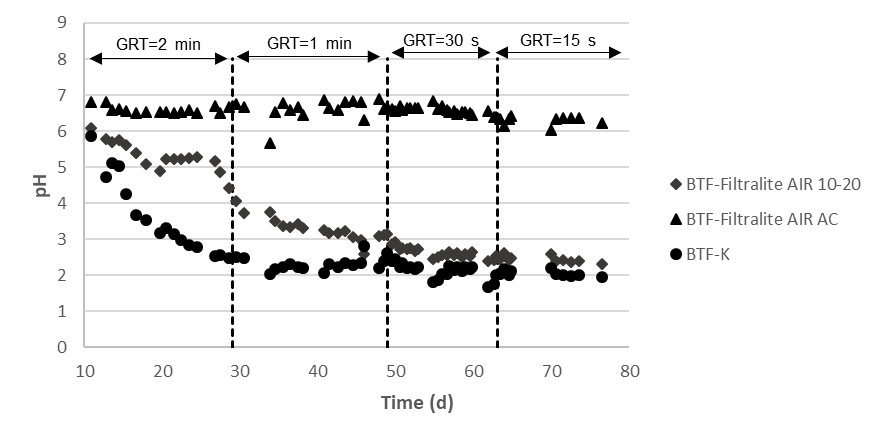 9
8
7
6
5
4
3
2
1
0
pH
GRT=2 min
GRT=1 min
GRT=30 s
GRT=15 s
10 20 30 40 50 60 70 80
Time (d)
BTF-Filtralite AIR 10-20
BTF-Filtralite AIR AC
BTF-K